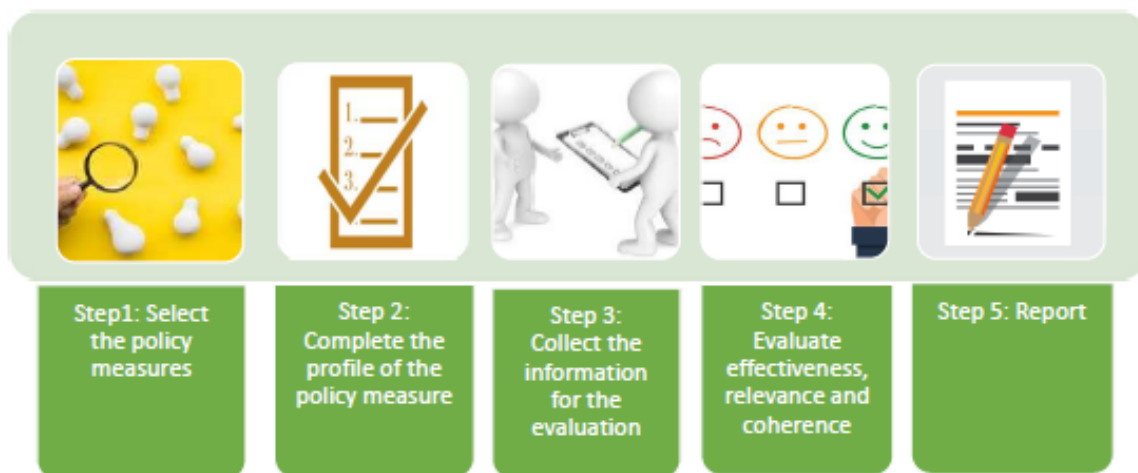 1.
2.
3.
Step1: Select
the policy
measures
Step 2:
Complete the
profile of the
policy measure
Step 3:
Collect the
information
for the
evaluation
Step 4:
Evaluate
effectiveness,
relevance and
coherence
Step 5: Report